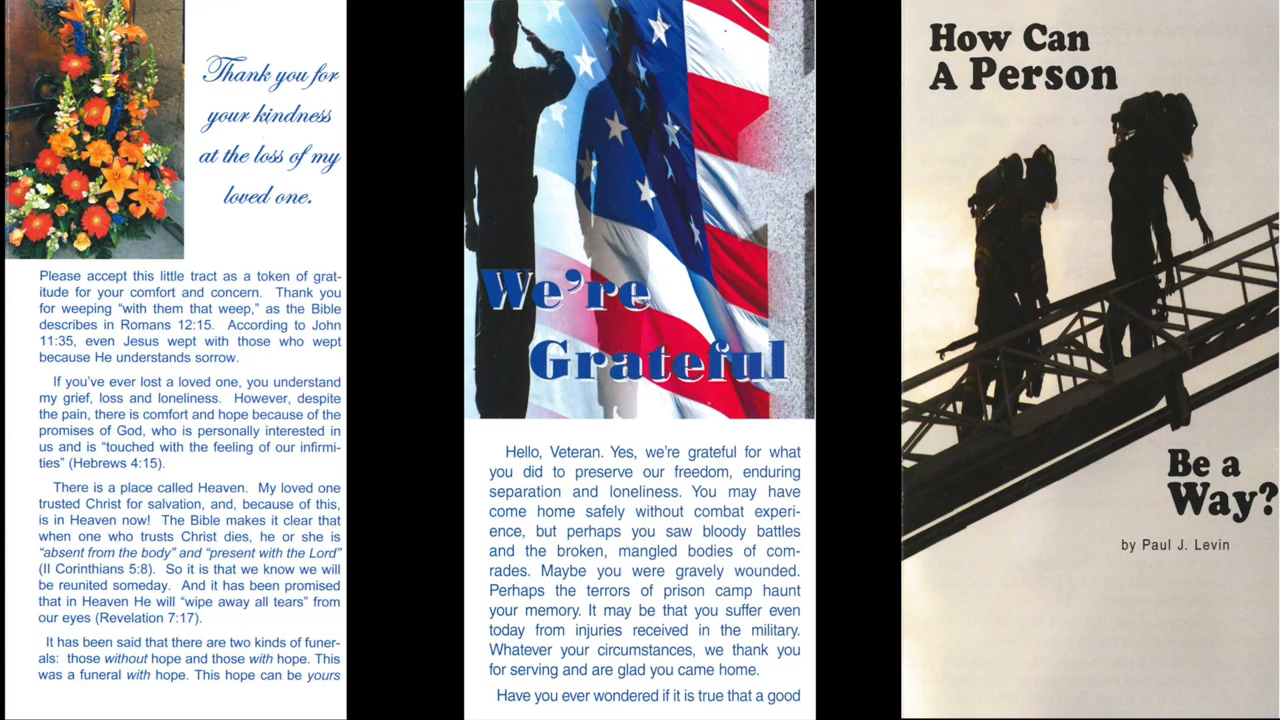 Thank you for
your kindness
at the loss of my
loved one.
Please accept this little tract as a token of grat-
itude for your comfort and concern. Thank you
for weeping “with them that weep,” as the Bible
describes in Romans 12:15. According to John
11:35, even Jesus wept with those who wept
because He understands sorrow.
If you’ve ever lost a loved one, you understand
my grief, loss and loneliness. However, despite
the pain, there is comfort and hope because of the
promises of God, who is personally interested in
us and is “touched with the feeling of our infirmi-
ties” (Hebrews 4:15).
There is a place called Heaven. My loved one
trusted Christ for salvation, and, because of this,
is in Heaven now! The Bible makes it clear that
when one who trusts Christ dies, he or she is
“absent from the body” and “present with the Lord”
(II Corinthians 5:8). So it is that we know we will
be reunited someday. And it has been promised
that in Heaven He will “wipe away all tears” from
our eyes (Revelation 7:17).
It has been said that there are two kinds of funer-
als: those without hope and those with hope. This
was a funeral with hope. This hope can be yours
We’re
Grateful
Hello, Veteran. Yes, we’re grateful for what
you did to preserve our freedom, enduring
separation and loneliness. You may have
come home safely without combat experi-
ence, but perhaps you saw bloody battles
and the broken, mangled bodies of com-
rades. Maybe you were gravely wounded.
Perhaps the terrors of prison camp haunt
your memory. It may be that you suffer even
today from injuries received in the military.
Whatever your circumstances, we thank you
for serving and are glad you came home.
Have you ever wondered if it is true that a good
How Can
A Person
Be a
Way?
by Paul J. Levin